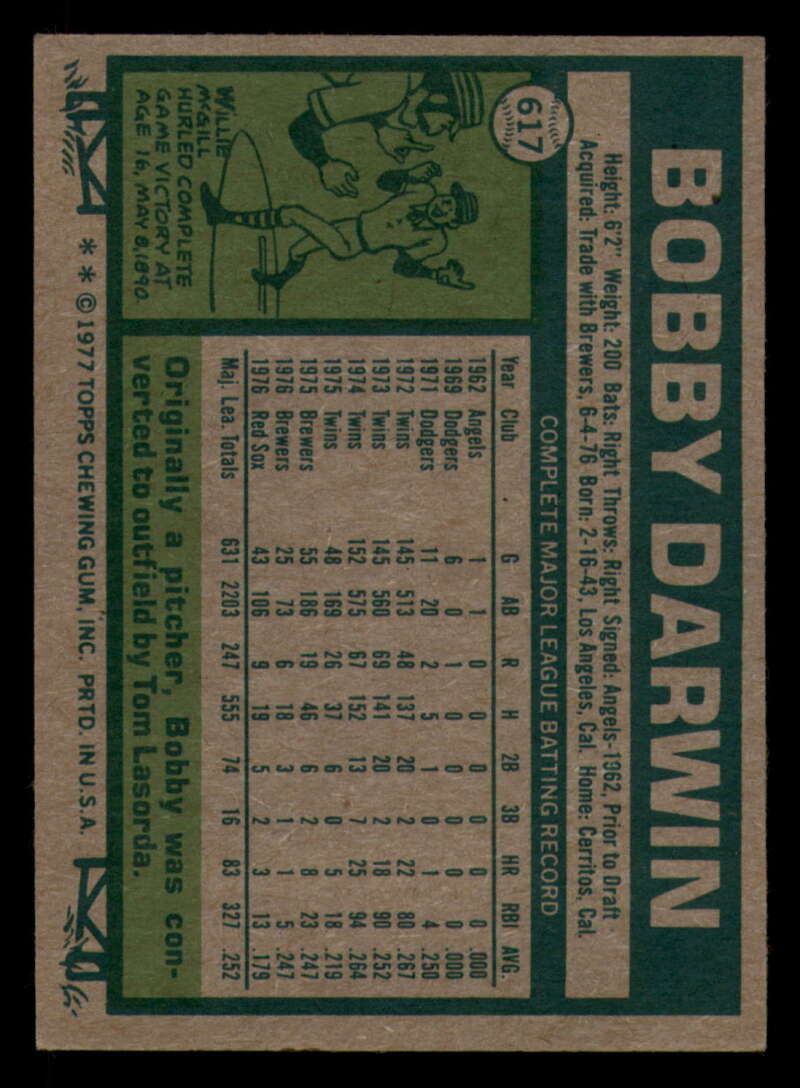 617
BOBBY DARWIN
Height: 6'2" Weight: 200 Bats: Right Throws: Right Signed: Angels-1962, Prior to Draft
Acquired: Trade with Brewers, 6-4-76 Born: 2-16-43, Los Angeles, Cal. Home: Cerritos, Cal.
COMPLETE MAJOR LEAGUE BATTING RECORD
Year Club G AB R H 2B 3B HR RBI AVG.
1962 Angels 1 1 0 0 0 0 0 0 .000
1969 Dodgers 6 0 1 0 0 0 0 0 .000
1971 Dodgers 11 20 2 5 1 0 1 4 .250
1972 Twins 145 513 48 137 20 2 22 80 .267
1973 Twins 145 560 69 141 20 2 18 90 .252
1974 Twins 152 575 67 152 13 7 25 94 .264
1975 Twins 48 169 26 37 6 0 5 18 .219
1975 Brewers 55 186 19 46 6 2 8 23 .247
1976 Brewers 25 73 6 18 3 1 1 5 .247
1976 Red Sox 43 106 9 19 5 2 3 13 .179
Maj. Lea. Totals 631 2203 247 555 74 16 83 327 .252
WILLIE
McGILL
HURLED COMPLETE
GAME VICTORY AT
AGE 16, MAY 8, 1890.
Originally a pitcher, Bobby was con-
verted to outfield by Tom Lasorda.
* * © 1977 TOPPS CHEWING GUM, INC. PRTD. IN U.S.A.